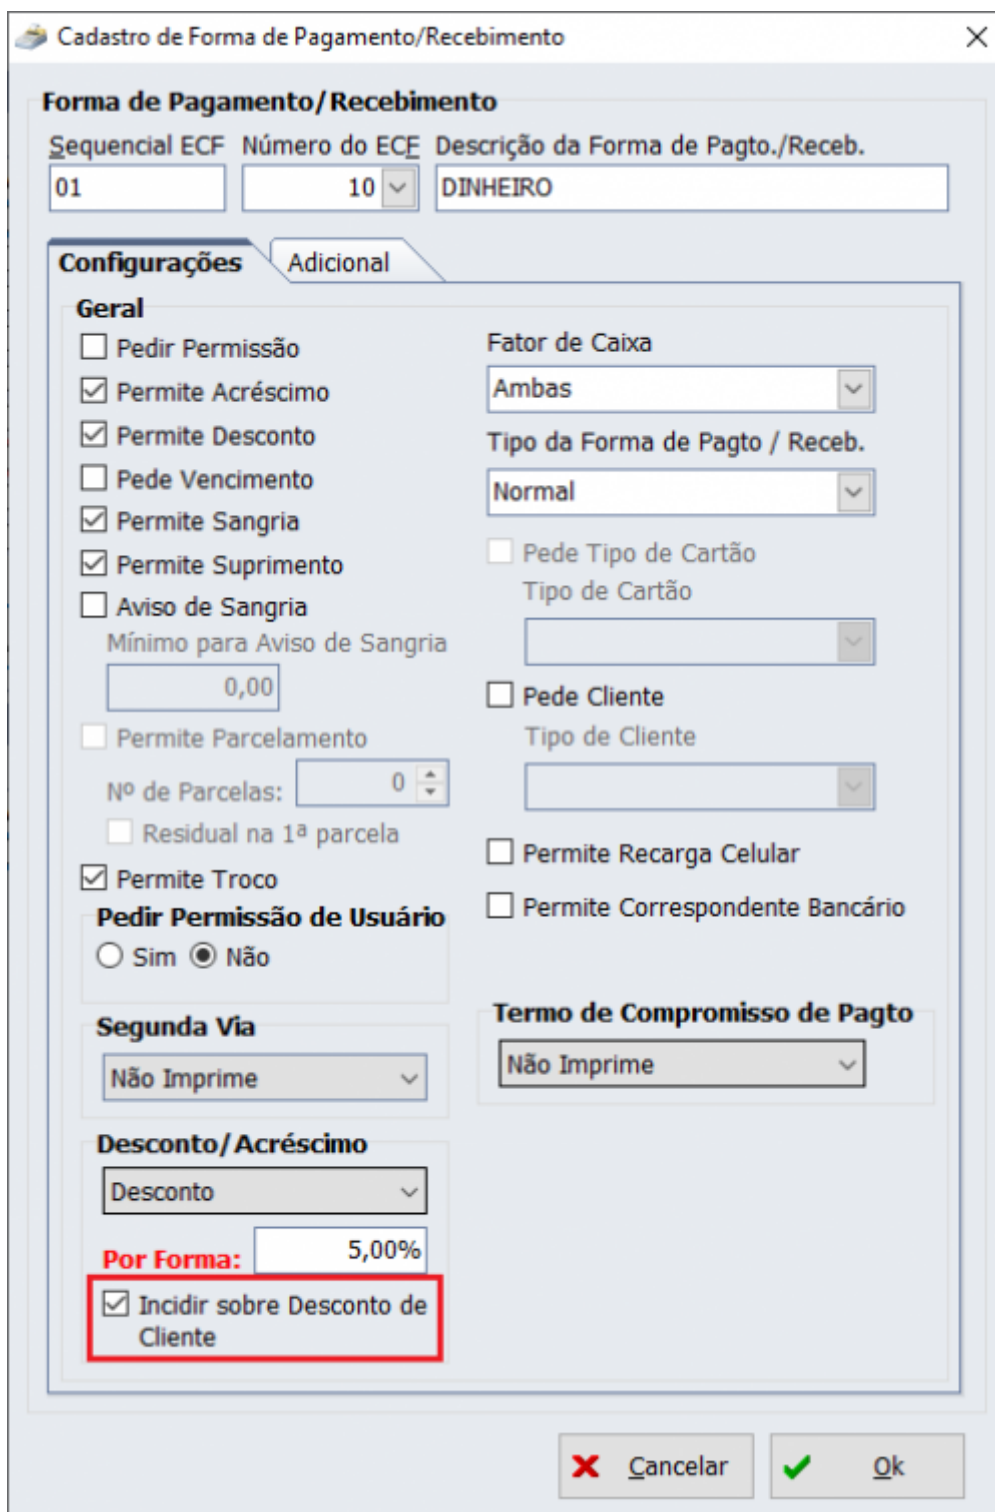 Cadastro de Forma de Pagamento/Recebimento
Forma de Pagamento/Recebimento
Sequencial ECF Número do ECF Descrição da Forma de Pagto./Receb.
01 10 DINHEIRO
Configurações Adicional
Geral
Pedir Permissão
Permite Acréscimo
Permite Desconto
Pede Vencimento
Permite Sangria
Permite Suprimento
Aviso de Sangria
Mínimo para Aviso de Sangria
0,00
Permite Parcelamento
Nº de Parcelas: 0
Residual na 1ª parcela
Permite Troco
Pedir Permissão de Usuário
Sim Não
Segunda Via
Não Imprime
Desconto/Acréscimo
Desconto
Por Forma: 5,00%
Incidir sobre Desconto de
Cliente
Fator de Caixa
Ambas
Tipo da Forma de Pagto / Receb.
Normal
Pede Tipo de Cartão
Tipo de Cartão
Pede Cliente
Tipo de Cliente
Permite Recarga Celular
Permite Correspondente Bancário
Termo de Compromisso de Pagto
Não Imprime
Cancelar Ok